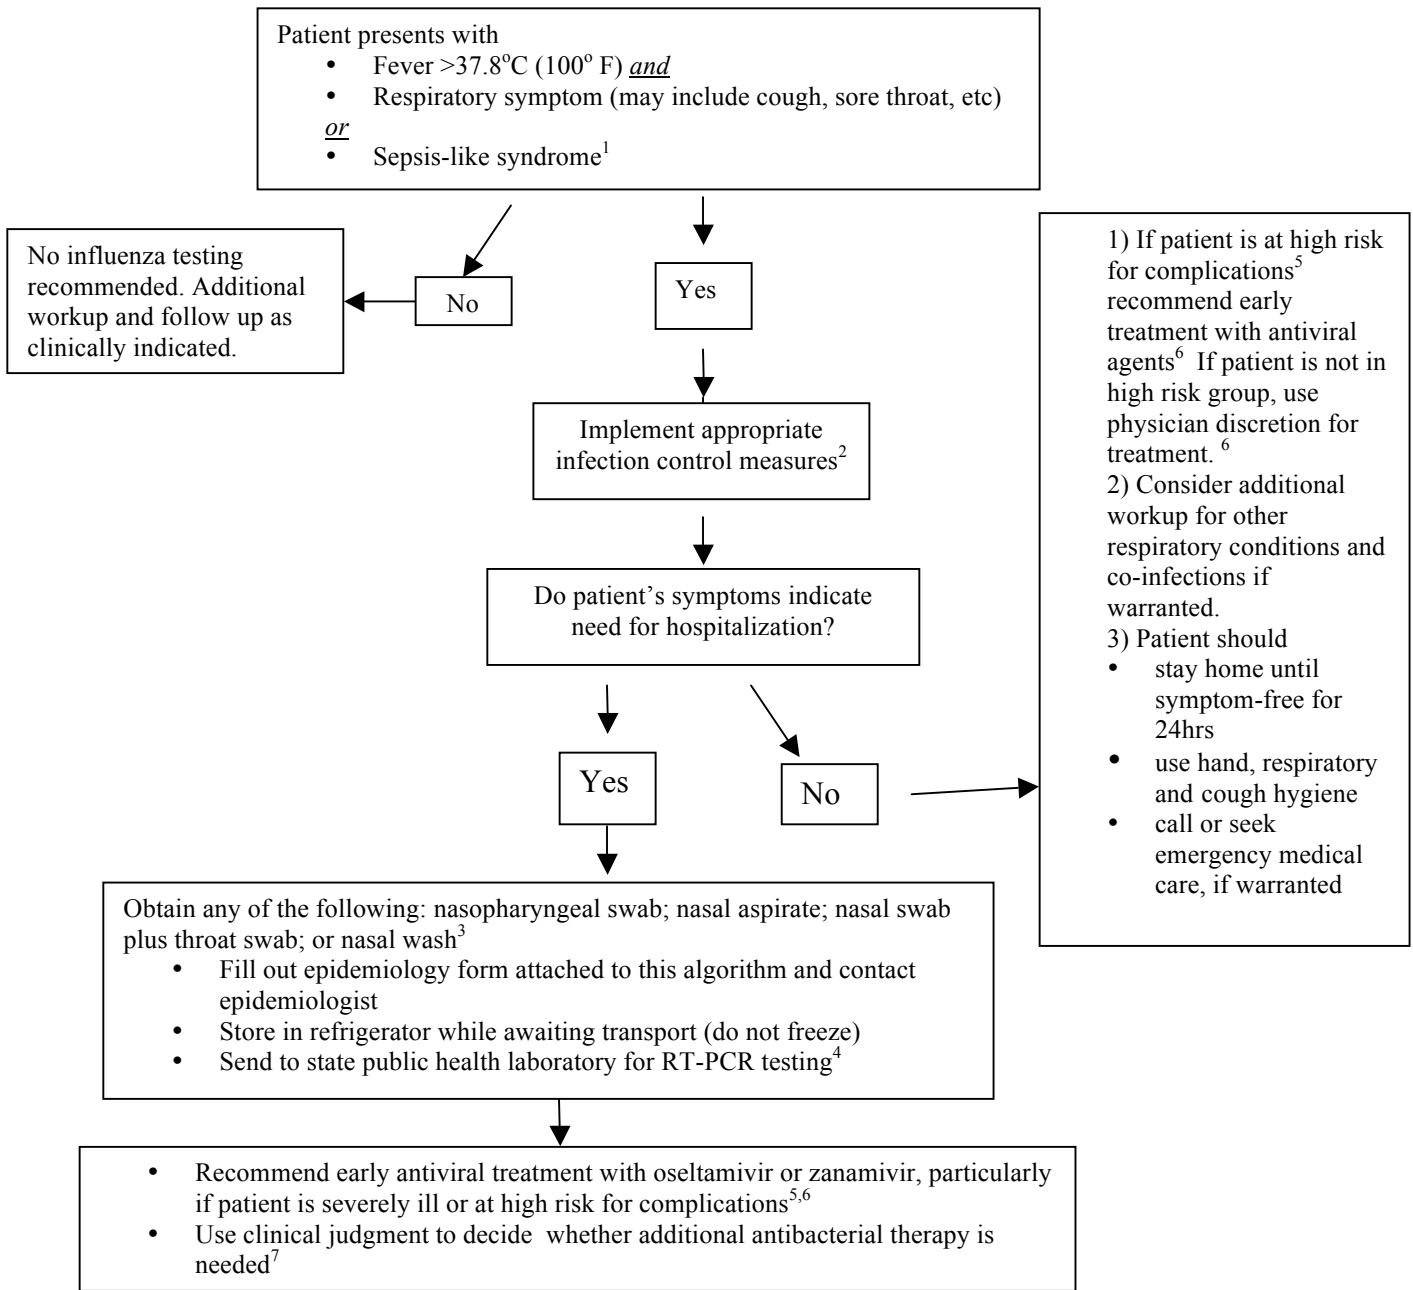 Patient presents with
• Fever >37.8°C (100° F) and
• Respiratory symptom (may include cough, sore throat, etc)
or
• Sepsis-like syndrome1
No influenza testing
recommended. Additional
workup and follow up as
clinically indicated.
No
Yes
Implement appropriate
infection control measures2
Do patient’s symptoms indicate
need for hospitalization?
Yes
No
1) If patient is at high risk
for complications5
recommend early
treatment with antiviral
agents6 If patient is not in
high risk group, use
physician discretion for
treatment. 6
2) Consider additional
workup for other
respiratory conditions and
co-infections if
warranted.
3) Patient should
• stay home until
symptom-free for
24hrs
• use hand, respiratory
and cough hygiene
• call or seek
emergency medical
care, if warranted
Obtain any of the following: nasopharyngeal swab; nasal aspirate; nasal swab
plus throat swab; or nasal wash3
• Fill out epidemiology form attached to this algorithm and contact
epidemiologist
• Store in refrigerator while awaiting transport (do not freeze)
• Send to state public health laboratory for RT-PCR testing4
• Recommend early antiviral treatment with oseltamivir or zanamivir, particularly
if patient is severely ill or at high risk for complications5,6
• Use clinical judgment to decide whether additional antibacterial therapy is
needed7